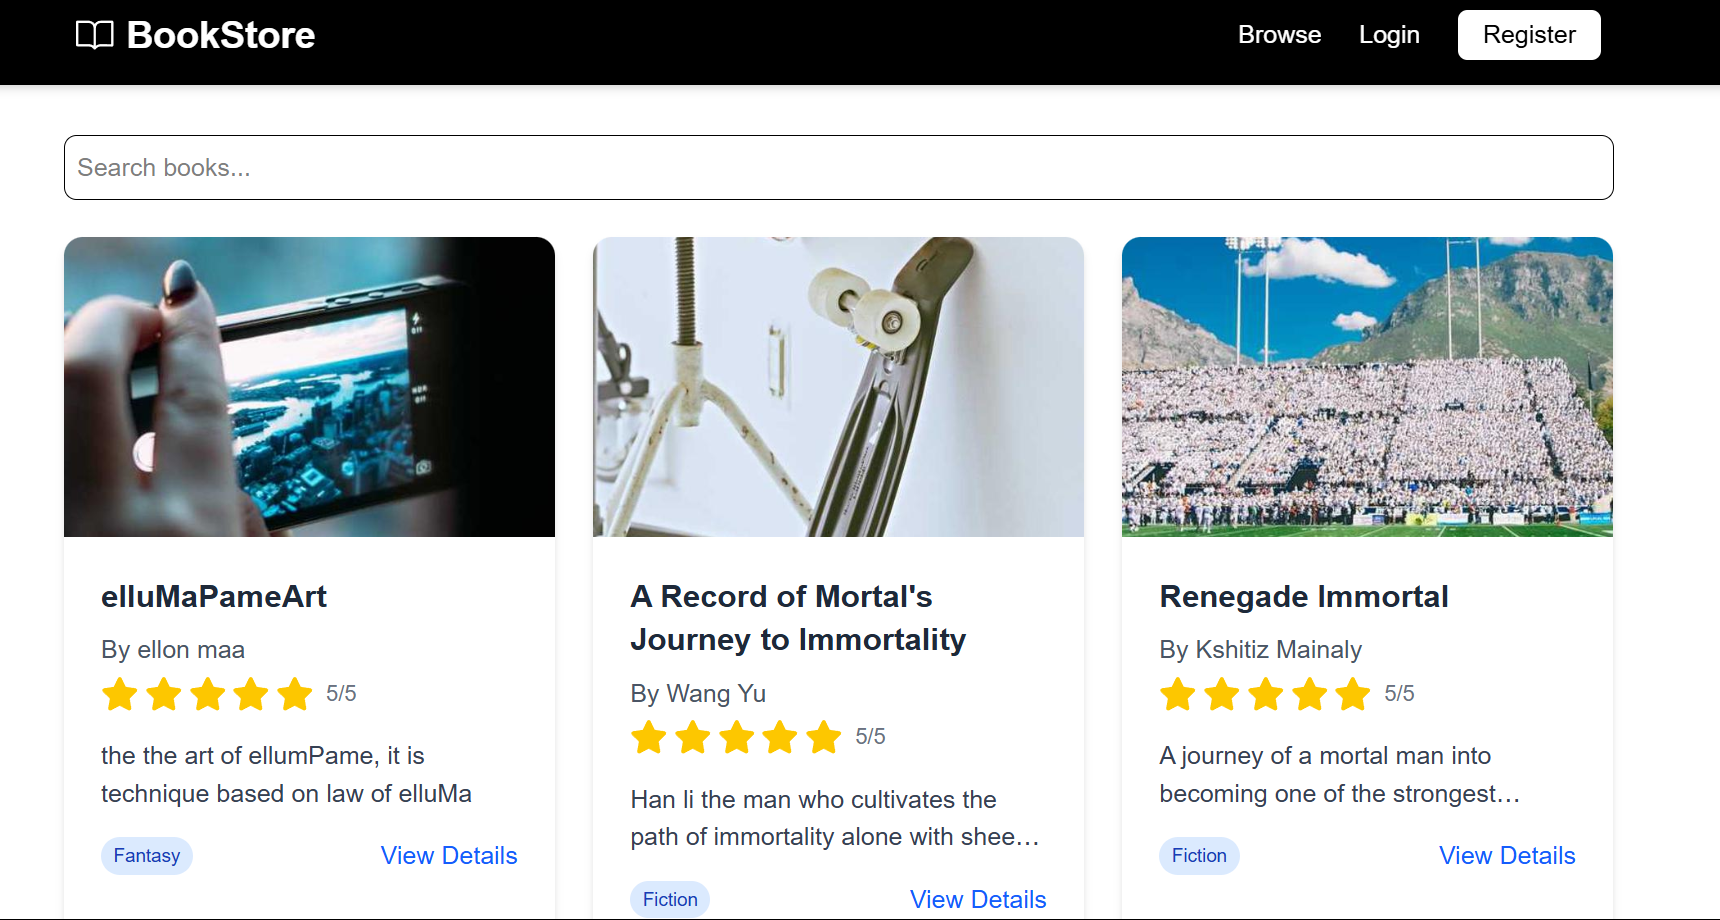 BookStore
Browse
Login
Register
Search books...
elluMaPameArt
By ellon maa
5/5
the the art of ellumPame, it is
technique based on law of elluMa
Fantasy
View Details
A Record of Mortal's
Journey to Immortality
By Wang Yu
5/5
Han li the man who cultivates the
path of immortality alone with shee…
Fiction
View Details
Renegade Immortal
By Kshitiz Mainaly
5/5
A journey of a mortal man into
becoming one of the strongest…
Fiction
View Details